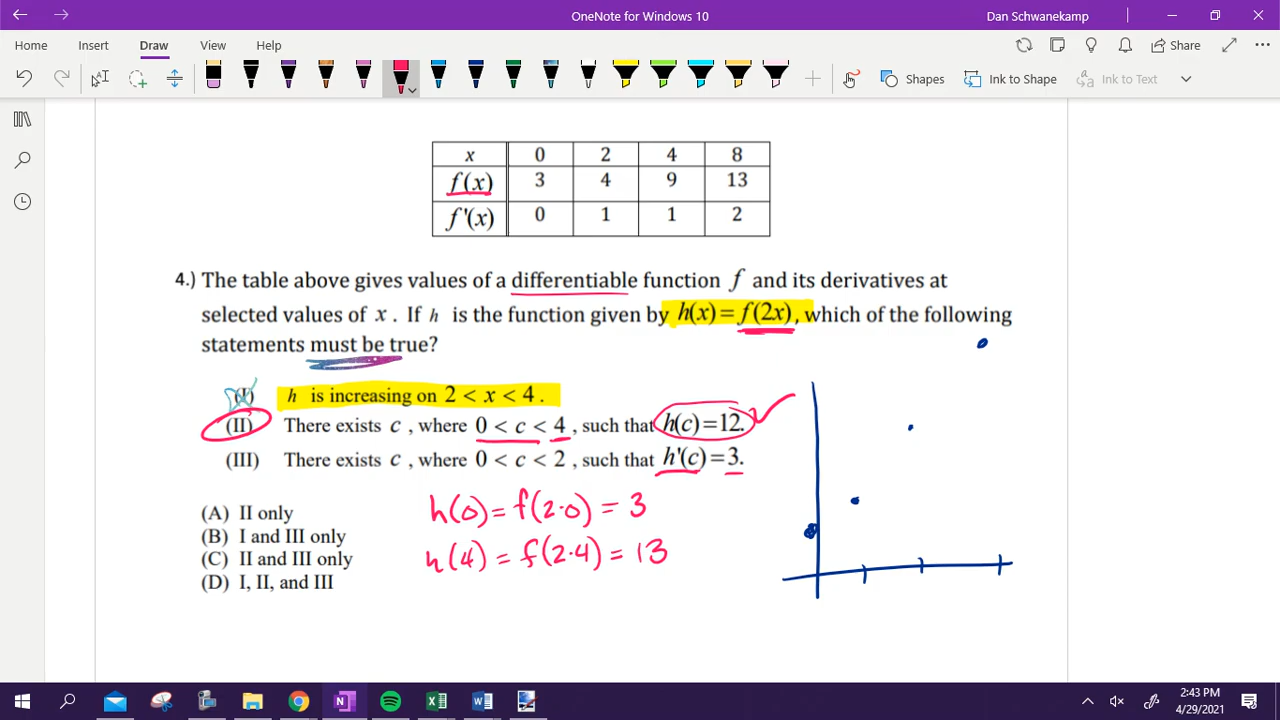 OneNote for Windows 10
Dan Schwanekamp
Home Insert Draw View Help
Share
Shapes Ink to Shape Ink to Text
x 0 2 4 8
f(x) 3 4 9 13
f'(x) 0 1 1 2
4.) The table above gives values of a differentiable function f and its derivatives at
selected values of x . If h is the function given by h(x) = f(2x), which of the following
statements must be true?
(I) h is increasing on 2 < x < 4 .
(II) There exists c , where 0 < c < 4 , such that h(c) = 12.
(III) There exists c , where 0 < c < 2 , such that h'(c) = 3.
(A) II only
(B) I and III only
(C) II and III only
(D) I, II, and III
h(0) = f(2·0) = 3
h(4) = f(2·4) = 13
2:43 PM
4/29/2021